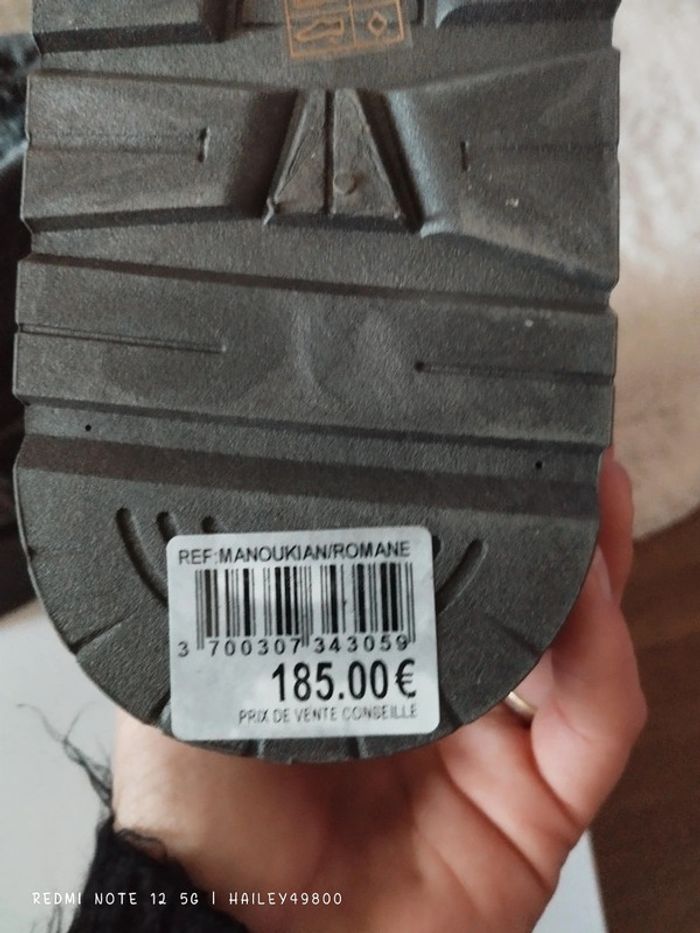 REF:MANOUKIAN/ROMANE
3 700307 343059
185.00€
PRIX DE VENTE CONSEILLE
REDMI NOTE 12 5G | HAILEY49800